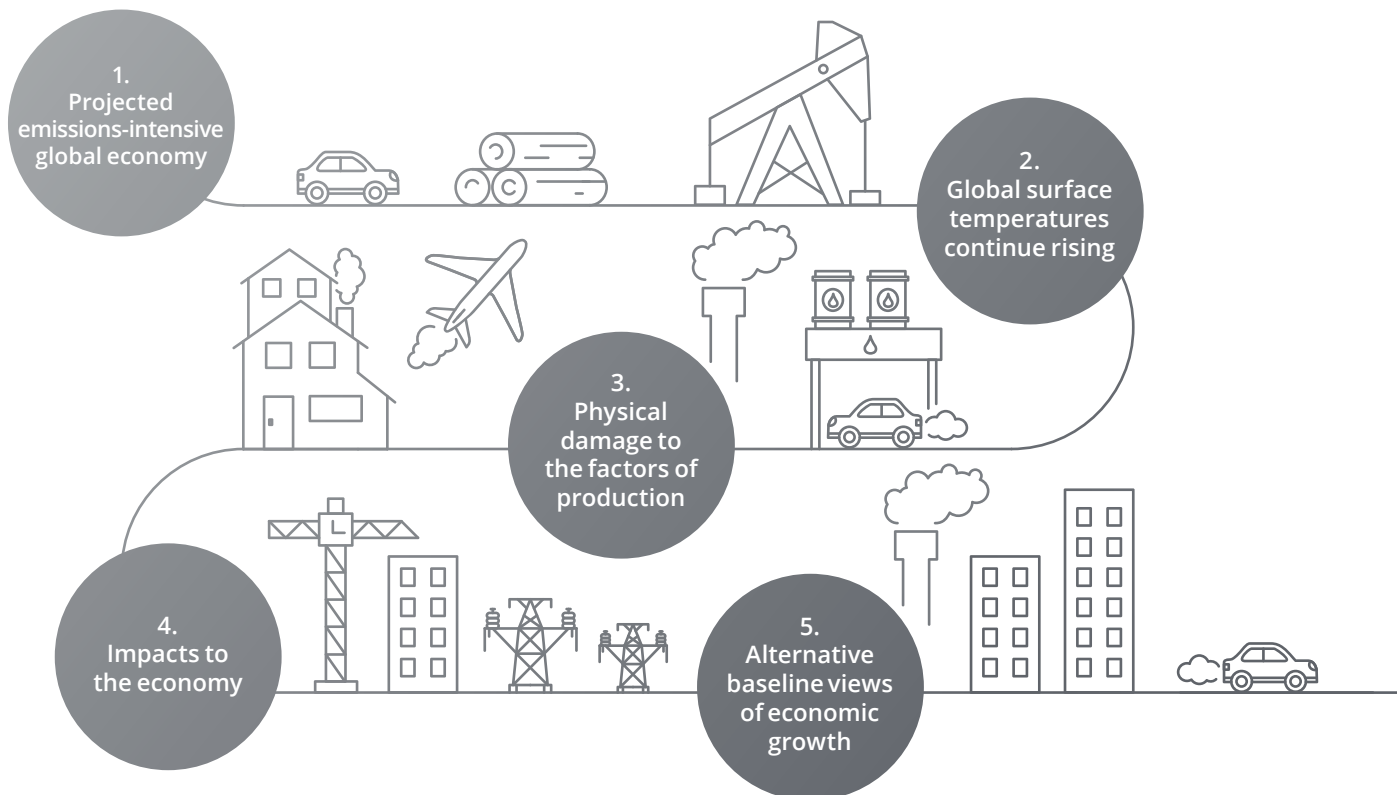 1.
Projected
emissions-intensive
global economy
2.
Global surface
temperatures
continue rising
3.
Physical
damage to
the factors of
production
4.
Impacts to
the economy
5.
Alternative
baseline views
of economic
growth